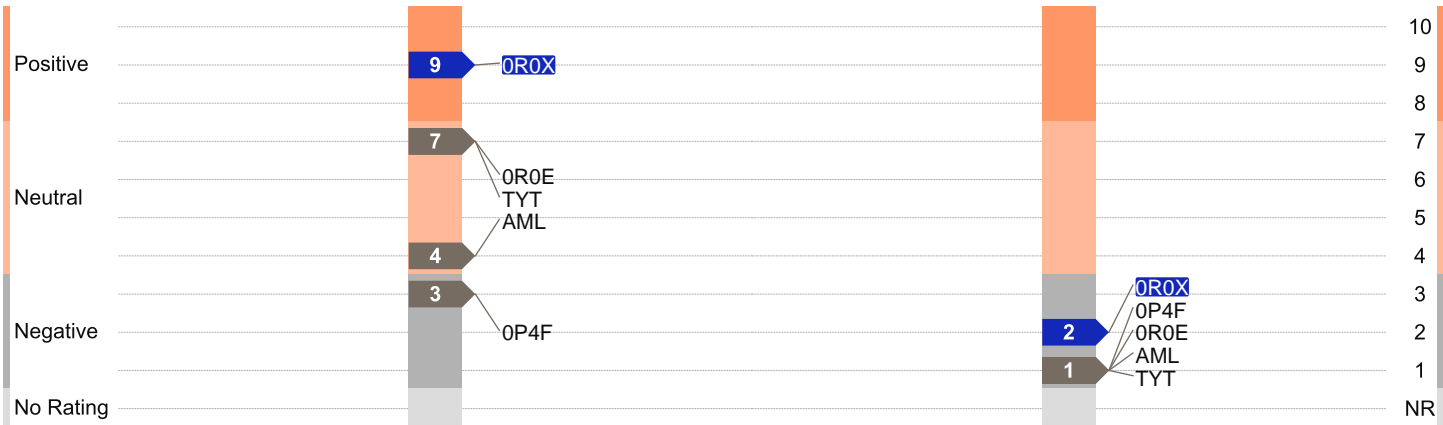 10
Positive
9
0R0X
9
8
7
7
0R0E
6
TYT
Neutral
AML
5
4
4
3
0R0X
3
0P4F
Negative
0P4F
2
0R0E
2
AML
1
TYT
1
No Rating
NR